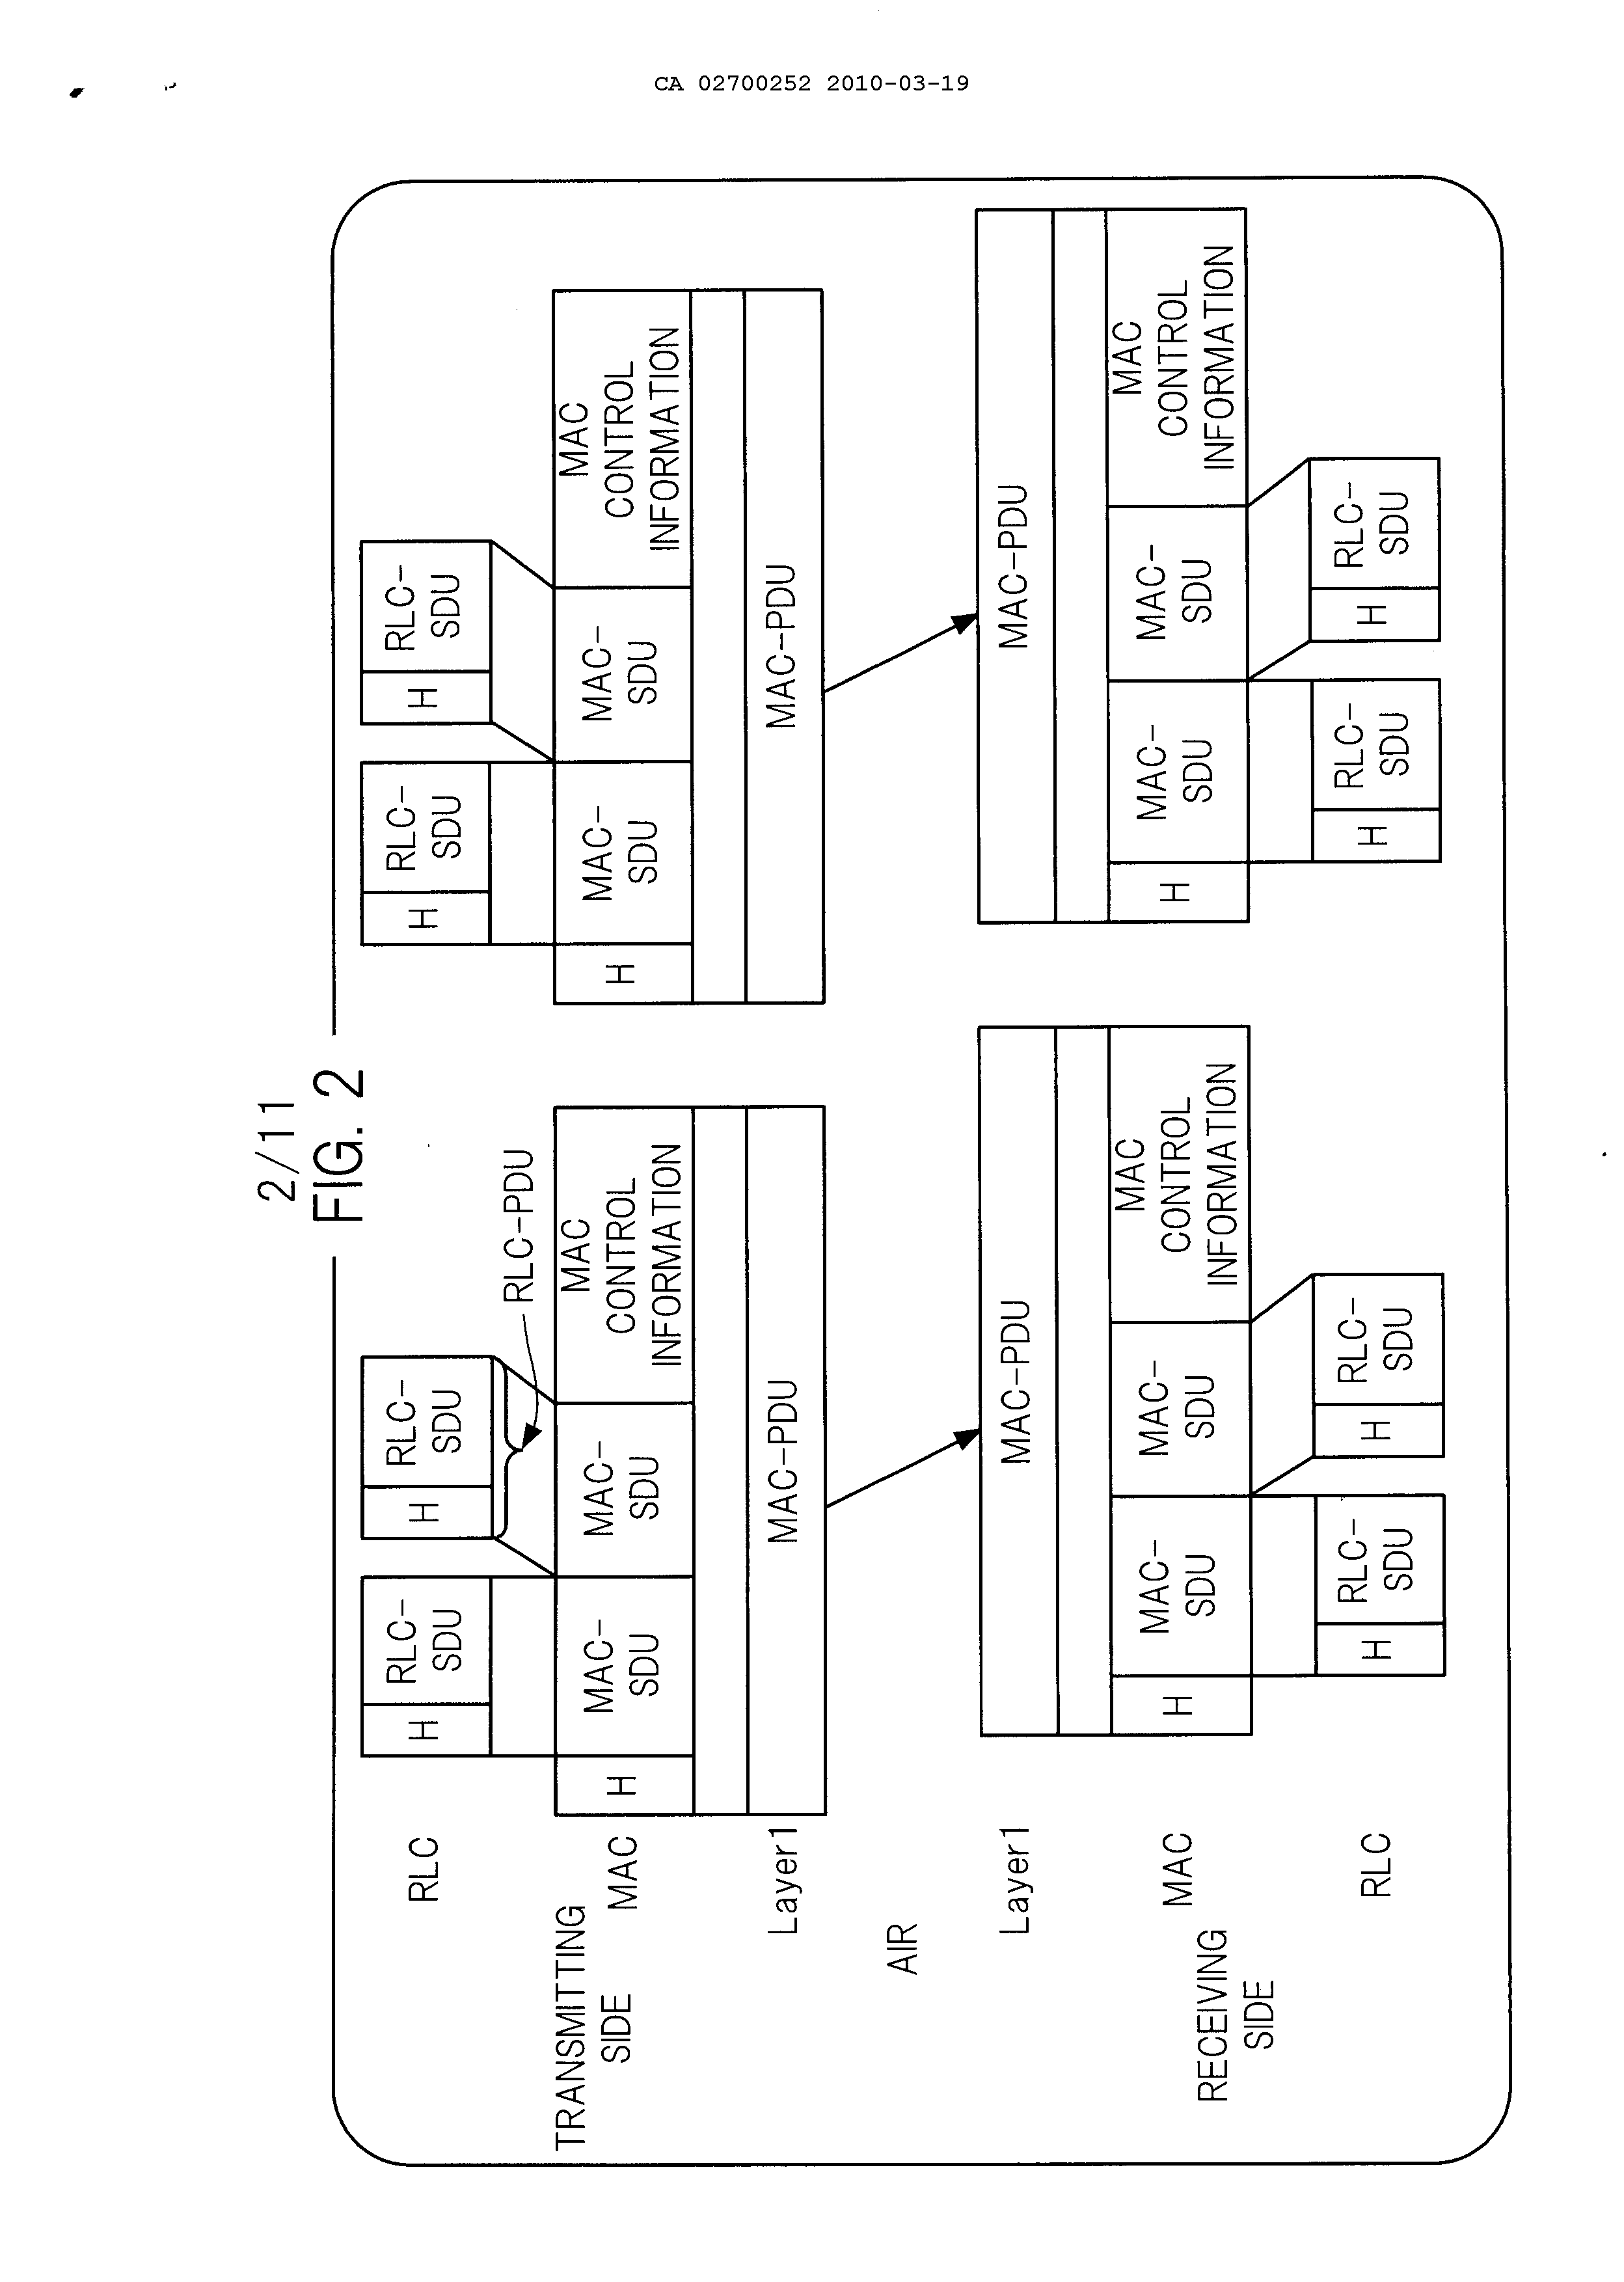 CA 02700252 2010-03-19
2/11
FIG. 2
RLC
H
RLC-
SDU
H
RLC-
SDU
H
RLC-
SDU
H
RLC-
SDU
RLC-PDU
TRANSMITTING
SIDE
MAC
H
MAC-
SDU
MAC-
SDU
MAC
CONTROL
INFORMATION
H
MAC-
SDU
MAC-
SDU
MAC
CONTROL
INFORMATION
Layer1
MAC-PDU
MAC-PDU
AIR
Layer1
MAC-PDU
MAC-PDU
RECEIVING
SIDE
MAC
H
MAC-
SDU
MAC-
SDU
MAC
CONTROL
INFORMATION
H
MAC-
SDU
MAC-
SDU
MAC
CONTROL
INFORMATION
RLC
H
RLC-
SDU
H
RLC-
SDU
H
RLC-
SDU
H
RLC-
SDU